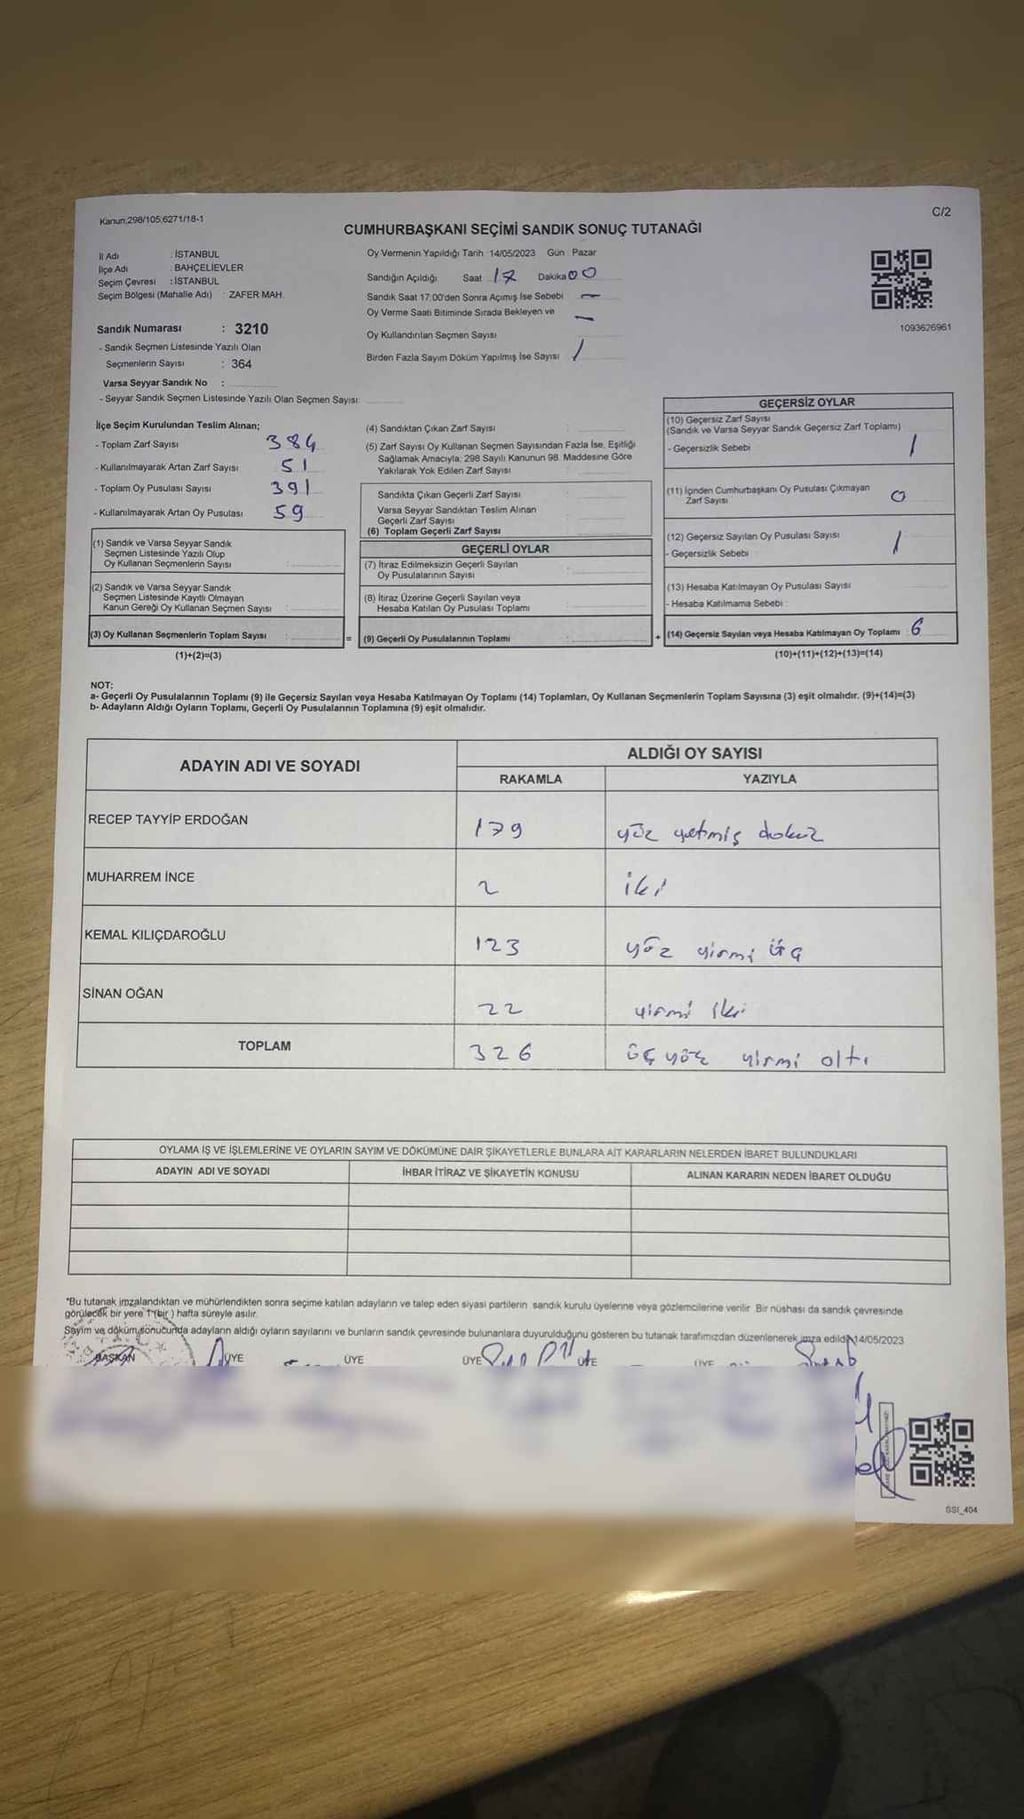 Kanun;298/105;6271/18-1
C/2
CUMHURBAŞKANI SEÇİMİ SANDIK SONUÇ TUTANAĞI
İl Adı : İSTANBUL
İlçe Adı : BAHÇELİEVLER
Seçim Çevresi : İSTANBUL
Seçim Bölgesi (Mahalle Adı) : ZAFER MAH.
Sandık Numarası : 3210
- Sandık Seçmen Listesinde Yazılı Olan
Seçmenlerin Sayısı : 364
Varsa Seyyar Sandık No :
- Seyyar Sandık Seçmen Listesinde Yazılı Olan Seçmen Sayısı:
Oy Vermenin Yapıldığı Tarih 14/05/2023 Gün : Pazar
Sandığın Açıldığı Saat 17 Dakika 00
Sandık Saat 17:00'den Sonra Açımış İse Sebebi —
Oy Verme Saati Bitiminde Sırada Bekleyen ve —
Oy Kullandırılan Seçmen Sayısı
Birden Fazla Sayım Döküm Yapılmış İse Sayısı /
1093626961
İlçe Seçim Kurulundan Teslim Alınan;
- Toplam Zarf Sayısı 384
- Kullanılmayarak Artan Zarf Sayısı 51
- Toplam Oy Pusulası Sayısı 391
- Kullanılmayarak Artan Oy Pusulası 59
(1) Sandık ve Varsa Seyyar Sandık
Seçmen Listesinde Yazılı Olup
Oy Kullanan Seçmenlerin Sayısı :
(2) Sandık ve Varsa Seyyar Sandık
Seçmen Listesinde Kayıtlı Olmayan
Kanun Gereği Oy Kullanan Seçmen Sayısı :
(3) Oy Kullanan Seçmenlerin Toplam Sayısı :
(1)+(2)=(3)
(4) Sandıktan Çıkan Zarf Sayısı :
(5) Zarf Sayısı Oy Kullanan Seçmen Sayısından Fazla İse, Eşitliği
Sağlamak Amacıyla; 298 Sayılı Kanunun 98. Maddesine Göre
Yakılarak Yok Edilen Zarf Sayısı :
Sandıkta Çıkan Geçerli Zarf Sayısı :
Varsa Seyyar Sandıktan Teslim Alınan
Geçerli Zarf Sayısı
(6) Toplam Geçerli Zarf Sayısı
GEÇERLİ OYLAR
(7) İtiraz Edilmeksizin Geçerli Sayılan
Oy Pusulalarının Sayısı :
(8) İtiraz Üzerine Geçerli Sayılan veya
Hesaba Katılan Oy Pusulası Toplamı :
= (9) Geçerli Oy Pusulalarının Toplamı
GEÇERSİZ OYLAR
(10) Geçersiz Zarf Sayısı
(Sandık ve Varsa Seyyar Sandık Geçersiz Zarf Toplamı)
- Geçersizlik Sebebi 1
(11) İçinden Cumhurbaşkanı Oy Pusulası Çıkmayan
Zarf Sayısı 0
(12) Geçersiz Sayılan Oy Pusulası Sayısı 1
- Geçersizlik Sebebi
(13) Hesaba Katılmayan Oy Pusulası Sayısı
- Hesaba Katılmama Sebebi :
+ (14) Geçersiz Sayılan veya Hesaba Katılmayan Oy Toplamı 6
(10)+(11)+(12)+(13)=(14)
NOT;
a- Geçerli Oy Pusulalarının Toplamı (9) ile Geçersiz Sayılan veya Hesaba Katılmayan Oy Toplamı (14) Toplamları, Oy Kullanan Seçmenlerin Toplam Sayısına (3) eşit olmalıdır. (9)+(14)=(3)
b- Adayların Aldığı Oyların Toplamı, Geçerli Oy Pusulalarının Toplamına (9) eşit olmalıdır.
ADAYIN ADI VE SOYADI
ALDIĞI OY SAYISI
RAKAMLA YAZIYLA
RECEP TAYYİP ERDOĞAN 179 yüz yetmiş dokuz
MUHARREM İNCE 2 iki
KEMAL KILIÇDAROĞLU 123 yüz yirmi üç
SİNAN OĞAN 22 yirmi iki
TOPLAM 326 üç yüz yirmi altı
OYLAMA İŞ VE İŞLEMLERİNE VE OYLARIN SAYIM VE DÖKÜMÜNE DAİR ŞİKAYETLERLE BUNLARA AİT KARARLARIN NELERDEN İBARET BULUNDUKLARI
ADAYIN ADI VE SOYADI İHBAR İTİRAZ VE ŞİKAYETİN KONUSU ALINAN KARARIN NEDEN İBARET OLDUĞU
*Bu tutanak imzalandıktan ve mühürlendikten sonra seçime katılan adayların ve talep eden siyasi partilerin sandık kurulu üyelerine veya gözlemcilerine verilir. Bir nüshası da sandık çevresinde
görülecek bir yere 1 (bir) hafta süreyle asılır.
Sayım ve döküm sonucunda adayların aldığı oyların sayılarını ve bunların sandık çevresinde bulunanlara duyurulduğunu gösteren bu tutanak tarafımızdan düzenlenerek imza edildi. 14/05/2023
BAŞKAN ÜYE ÜYE ÜYE ÜYE ÜYE
SSI_404